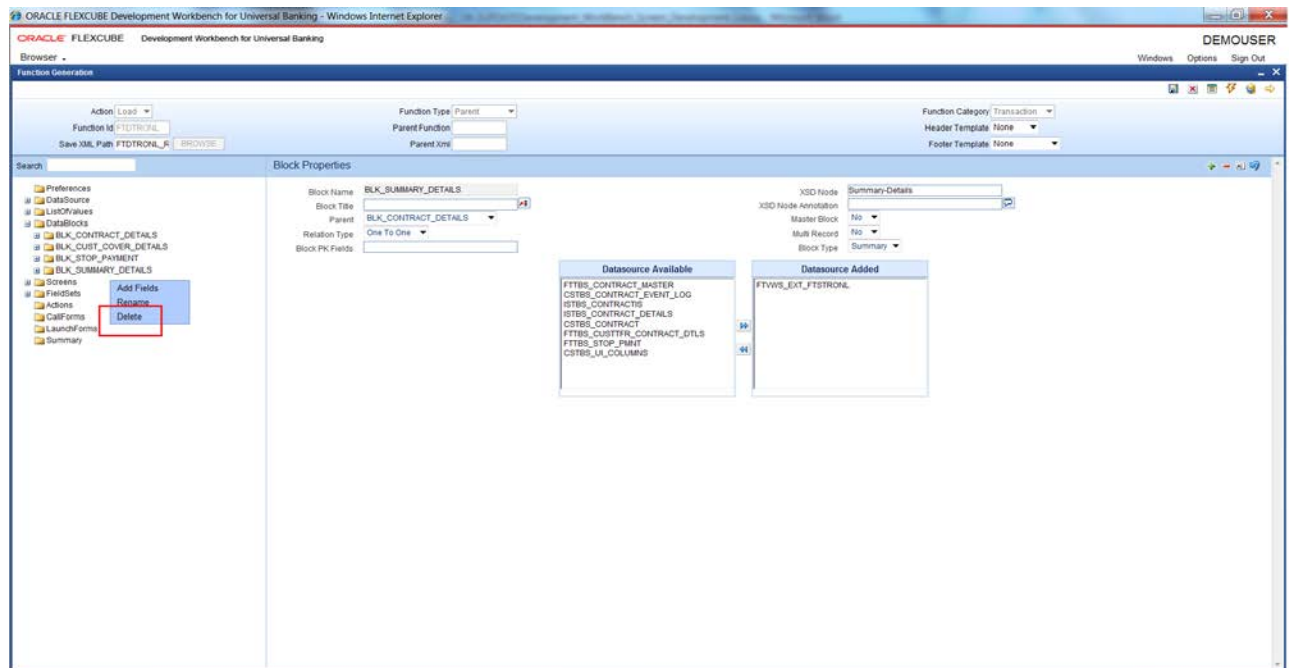 ORACLE FLEXCUBE Development Workbench for Universal Banking - Windows Internet Explorer
ORACLE FLEXCUBE Development Workbench for Universal Banking
DEMOUSER
Browser
Windows Options Sign Out
Function Generation
Action Load
Function Type Parent
Function Category Transaction
Function Id FTDTRONL
Parent Function
Header Template None
Save XML Path FTDTRONL_R BROWSE
Parent Xml
Footer Template None
Search
Block Properties
Preferences
DataSource
ListOfValues
DataBlocks
BLK_CONTRACT_DETAILS
BLK_CUST_COVER_DETAILS
BLK_STOP_PAYMENT
BLK_SUMMARY_DETAILS
Screens
FieldSets
Actions
CallForms
LaunchForms
Summary
Add Fields
Rename
Delete
Block Name BLK_SUMMARY_DETAILS
Block Title
Parent BLK_CONTRACT_DETAILS
Relation Type One To One
Block PK Fields
XSD Node Summary-Details
XSD Node Annotation
Master Block No
Multi Record No
Block Type Summary
Datasource Available
FTTBS_CONTRACT_MASTER
CSTBS_CONTRACT_EVENT_LOG
ISTBS_CONTRACTIS
ISTBS_CONTRACT_DETAILS
CSTBS_CONTRACT
FTTBS_CUSTTFR_CONTRACT_DTLS
FTTBS_STOP_PMNT
CSTBS_UI_COLUMNS
Datasource Added
FTVWS_EXT_FTSTRONL